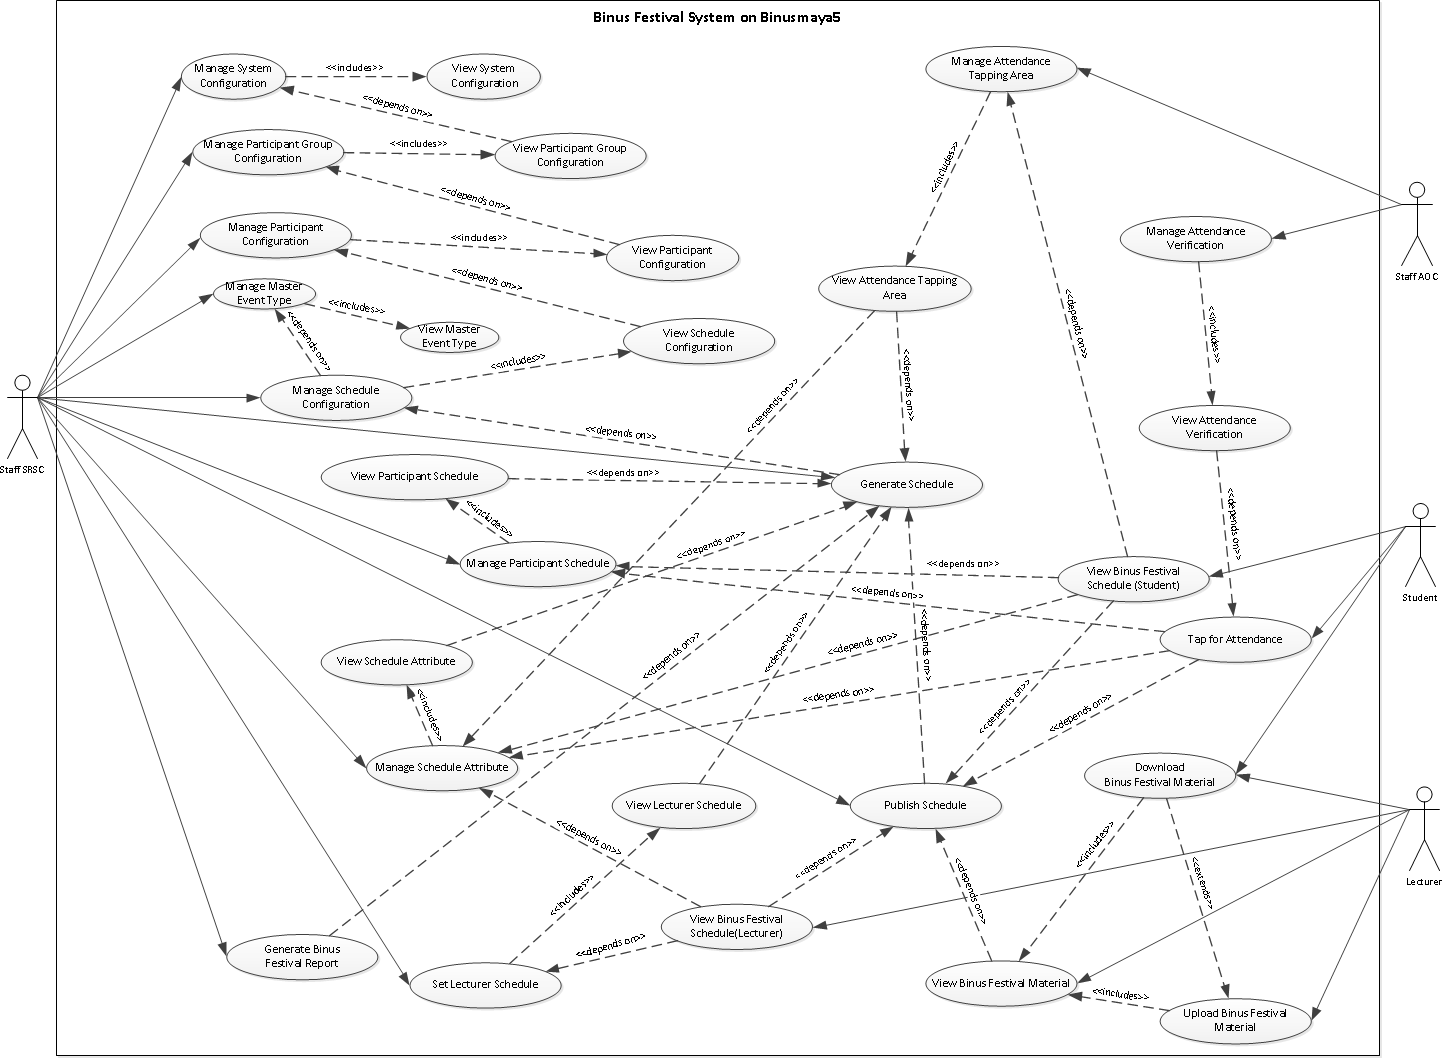 Binus Festival System on Binusmaya5
Manage System
Configuration
<<includes>>
View System
Configuration
<<depends on>>
Manage Participant Group
Configuration
<<includes>>
View Participant Group
Configuration
<<depends on>>
Manage Participant
Configuration
<<includes>>
View Participant
Configuration
<<depends on>>
Manage Master
Event Type
<<includes>>
View Master
Event Type
<<depends on>>
View Schedule
Configuration
<<includes>>
Manage Schedule
Configuration
<<depends on>>
Staff SRSC
View Participant Schedule
<<depends on>>
Generate Schedule
<<includes>>
Manage Participant Schedule
<<depends on>>
View Schedule Attribute
<<includes>>
Manage Schedule Attribute
<<depends on>>
<<depends on>>
<<depends on>>
View Lecturer Schedule
<<depends on>>
<<includes>>
Generate Binus
Festival Report
Set Lecturer Schedule
<<depends on>>
View Binus Festival
Schedule(Lecturer)
<<depends on>>
Manage Attendance
Tapping Area
<<includes>>
View Attendance Tapping
Area
<<depends on>>
<<depends on>>
Manage Attendance
Verification
<<includes>>
View Attendance
Verification
<<depends on>>
Staff AOC
<<depends on>>
View Binus Festival
Schedule (Student)
<<depends on>>
Tap for Attendance
Student
<<depends on>>
<<depends on>>
<<depends on>>
<<depends on>>
<<depends on>>
Publish Schedule
Download
Binus Festival Material
<<includes>>
<<extends>>
<<depends on>>
View Binus Festival Material
<<includes>>
Upload Binus Festival
Material
Lecturer